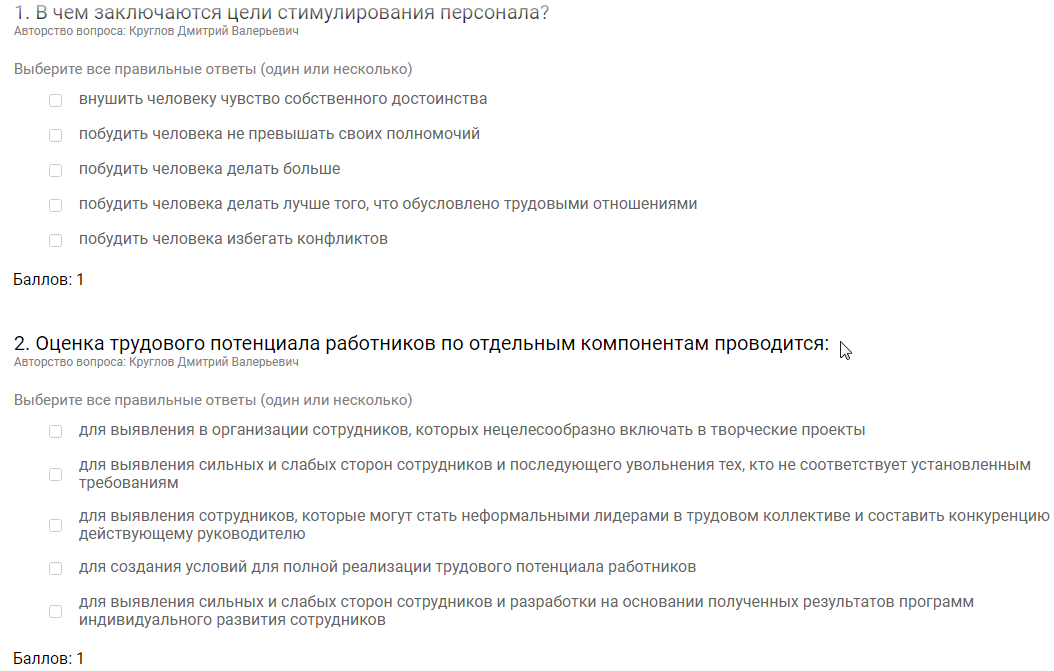 1. В чем заключаются цели стимулирования персонала?
Авторство вопроса: Круглов Дмитрий Валерьевич
Выберите все правильные ответы (один или несколько)
внушить человеку чувство собственного достоинства
побудить человека не превышать своих полномочий
побудить человека делать больше
побудить человека делать лучше того, что обусловлено трудовыми отношениями
побудить человека избегать конфликтов
Баллов: 1
2. Оценка трудового потенциала работников по отдельным компонентам проводится:
Авторство вопроса: Круглов Дмитрий Валерьевич
Выберите все правильные ответы (один или несколько)
для выявления в организации сотрудников, которых нецелесообразно включать в творческие проекты
для выявления сильных и слабых сторон сотрудников и последующего увольнения тех, кто не соответствует установленным
требованиям
для выявления сотрудников, которые могут стать неформальными лидерами в трудовом коллективе и составить конкуренцию
действующему руководителю
для создания условий для полной реализации трудового потенциала работников
для выявления сильных и слабых сторон сотрудников и разработки на основании полученных результатов программ
индивидуального развития сотрудников
Баллов: 1